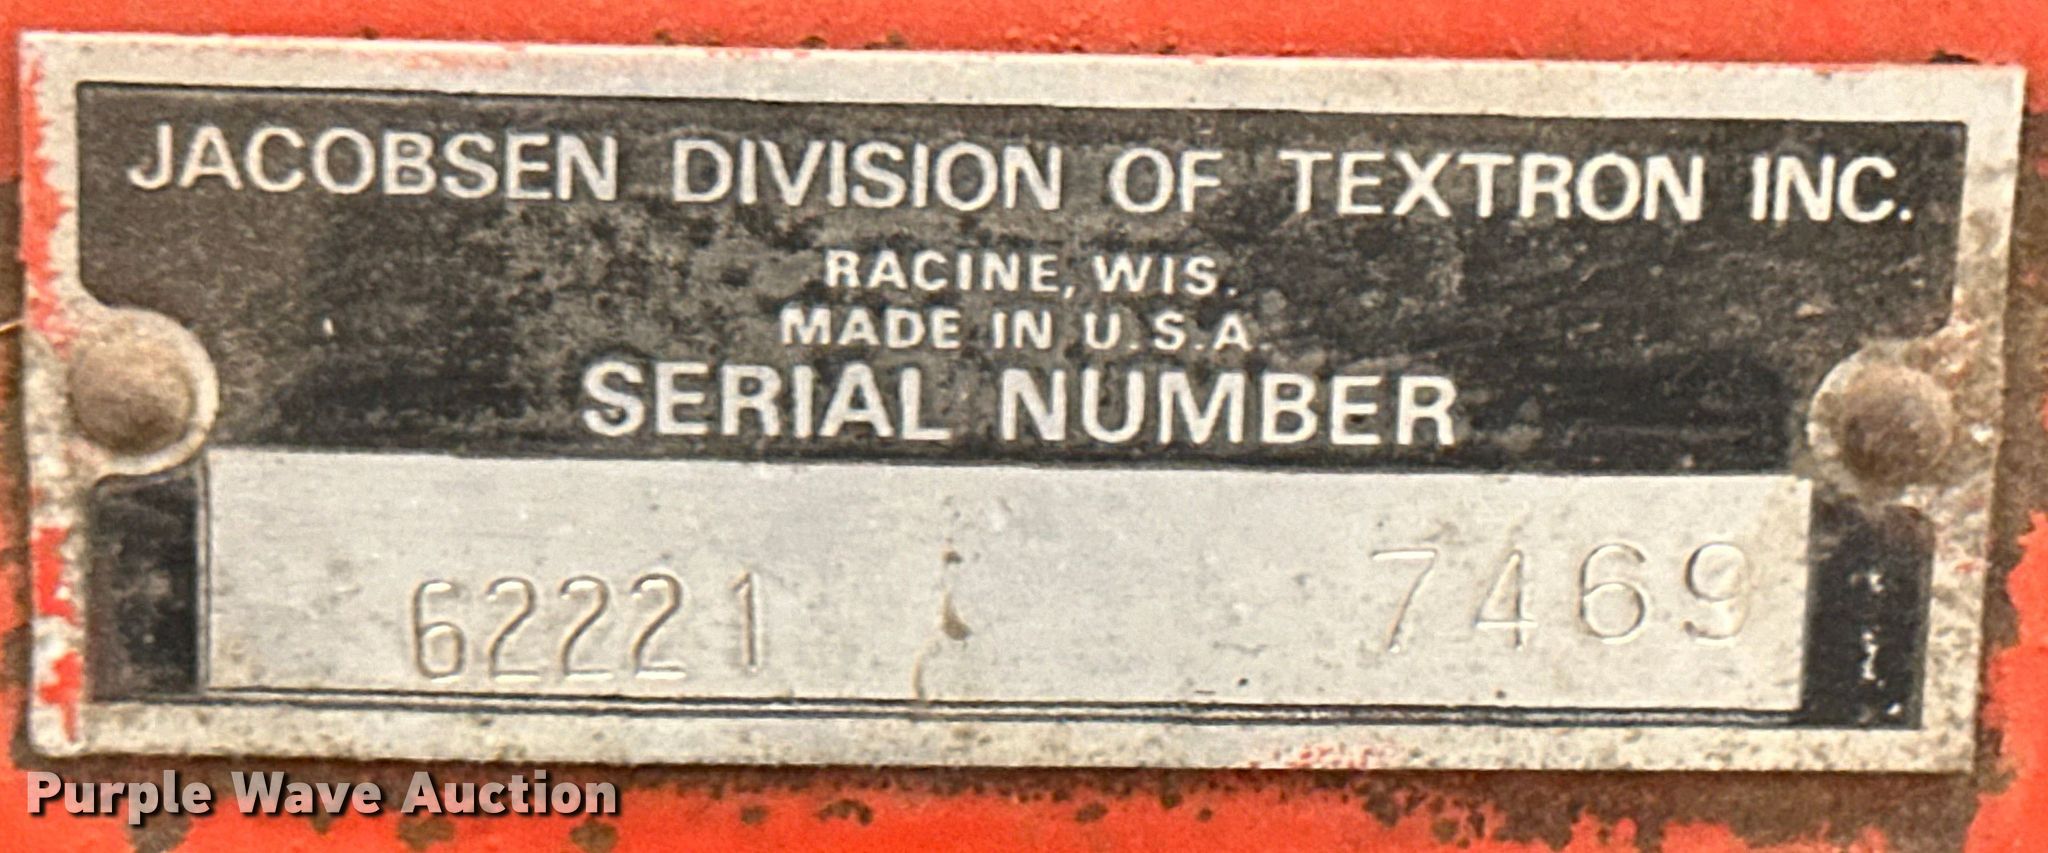 JACOBSEN DIVISION OF TEXTRON INC.
RACINE, WIS.
MADE IN U.S.A.
SERIAL NUMBER
62221 7469
Purple Wave Auction